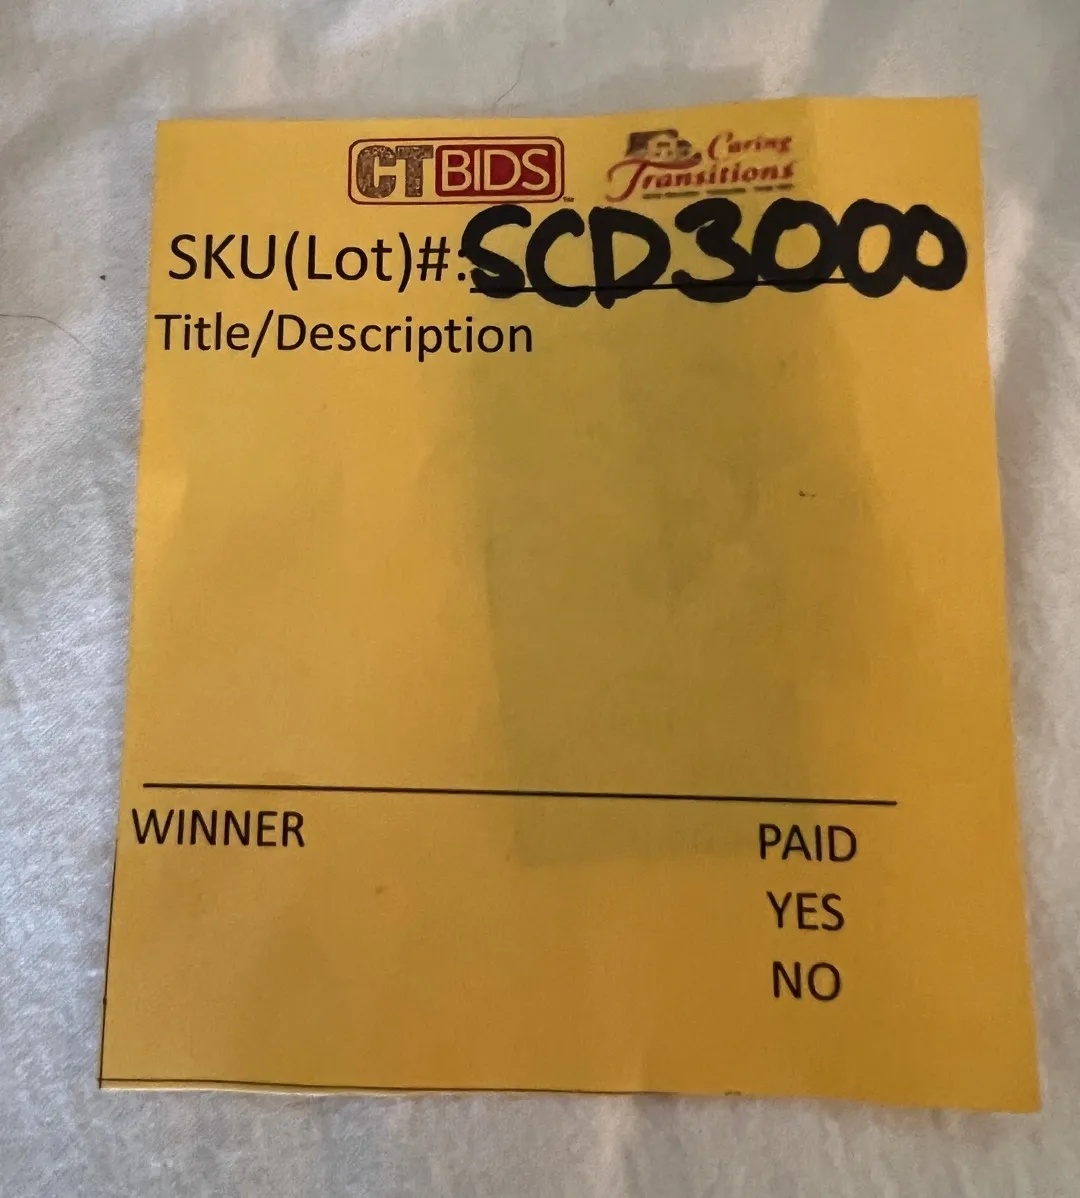 CTBIDS
Caring
Transitions
SKU(Lot)#:SCD3000
Title/Description
WINNER
PAID
YES
NO